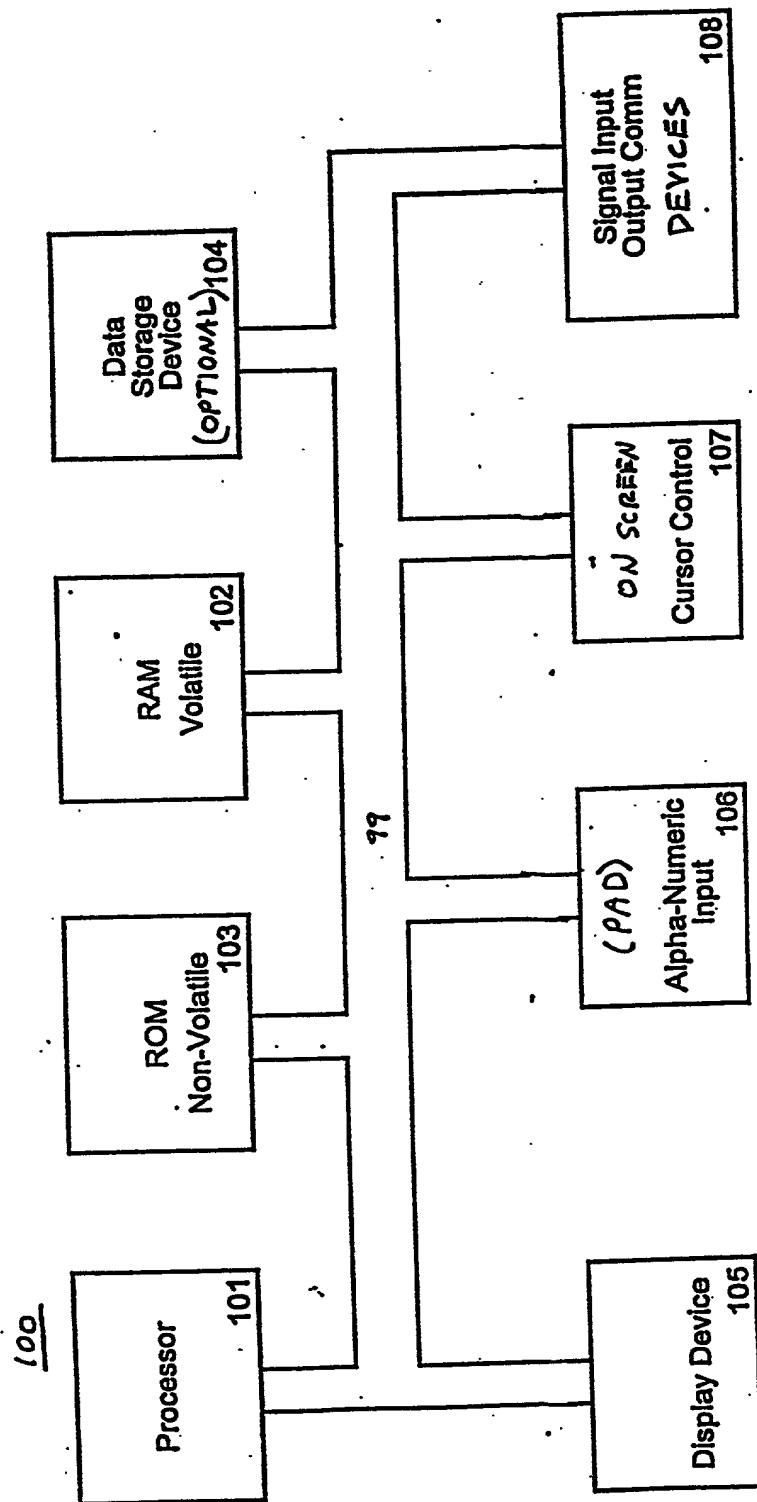 100
Processor
101
ROM
Non-Volatile
103
RAM
Volatile
102
Data
Storage
Device
(OPTIONAL)
104
99
Display Device
105
(PAD)
Alpha-Numeric
Input
106
ON SCREEN
Cursor Control
107
Signal Input
Output Comm
DEVICES
108